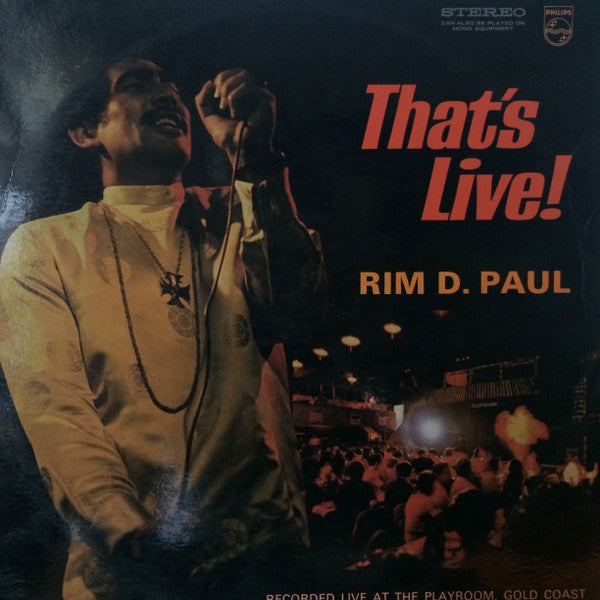 STEREO
CAN ALSO BE PLAYED ON
MONO EQUIPMENT
PHILIPS
That's
Live!
RIM D. PAUL
RECORDED LIVE AT THE PLAYROOM, GOLD COAST